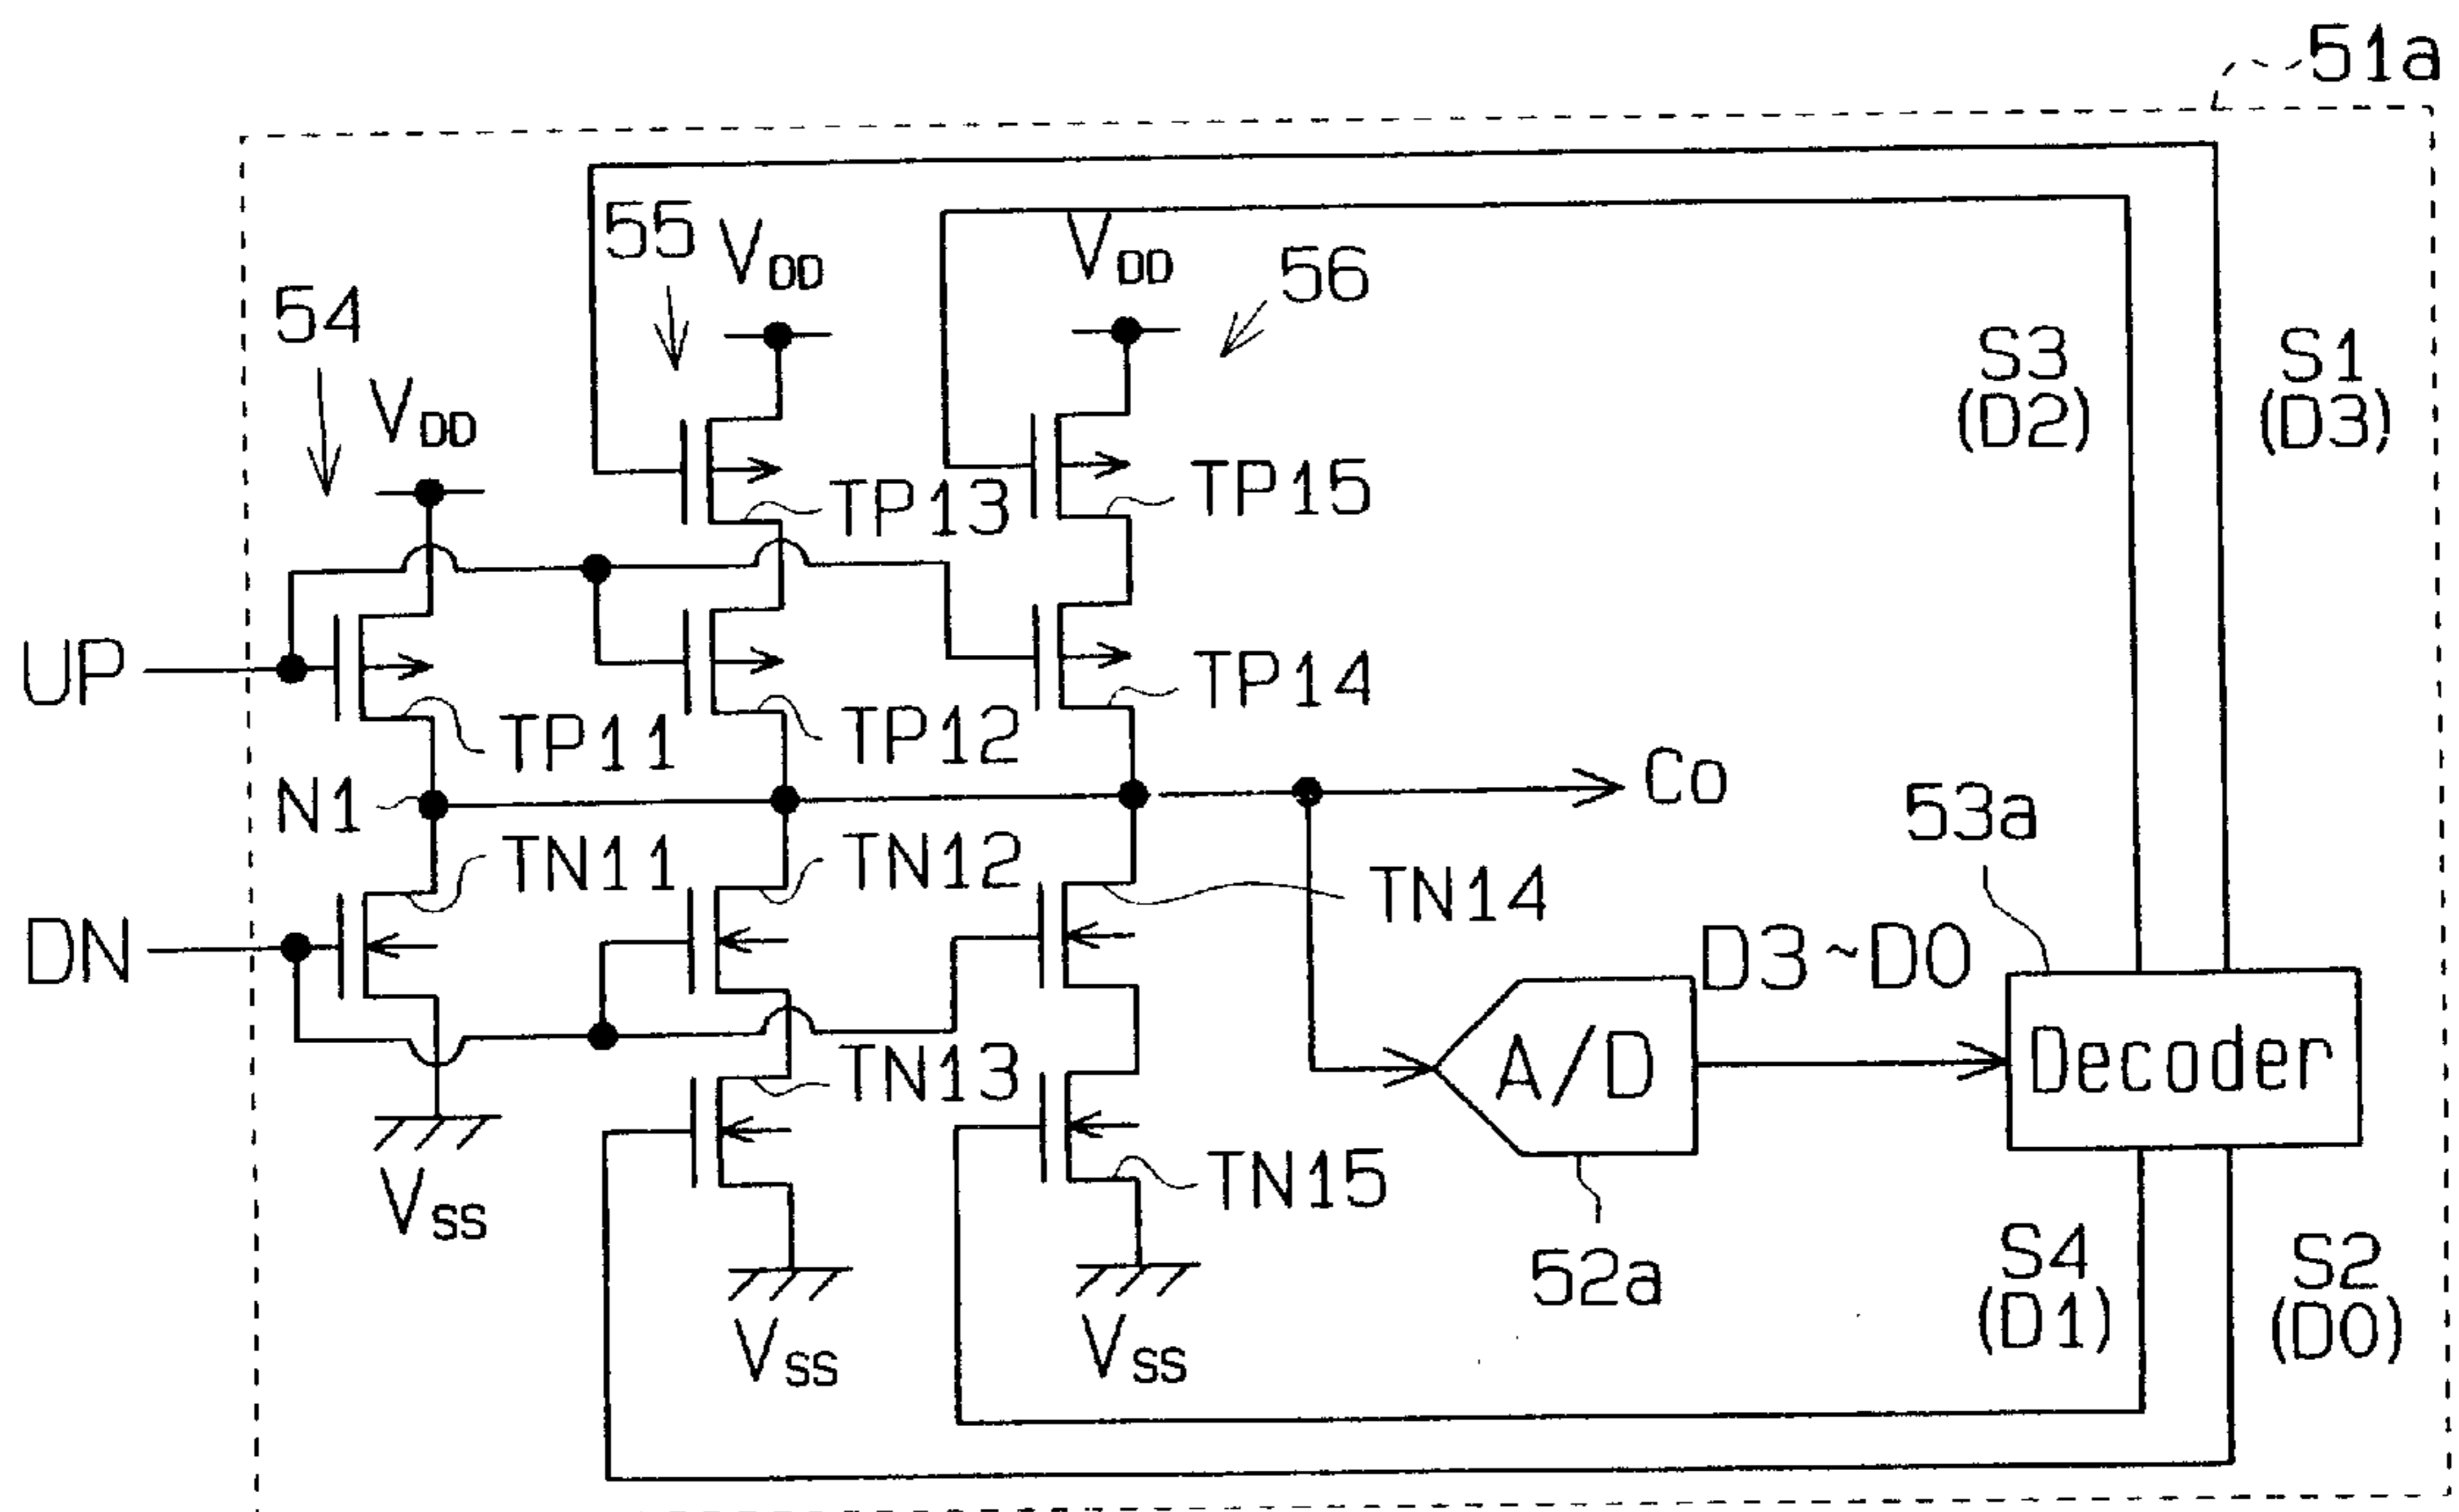 51a
55
VDD
VDD
56
54
VDD
S3
(D2)
S1
(D3)
TP13
TP15
UP
TP11
TP12
TP14
N1
Co
53a
TN11
TN12
TN14
DN
D3~D0
A/D
Decoder
TN13
TN15
VSS
52a
S4
(D1)
S2
(D0)
VSS
VSS